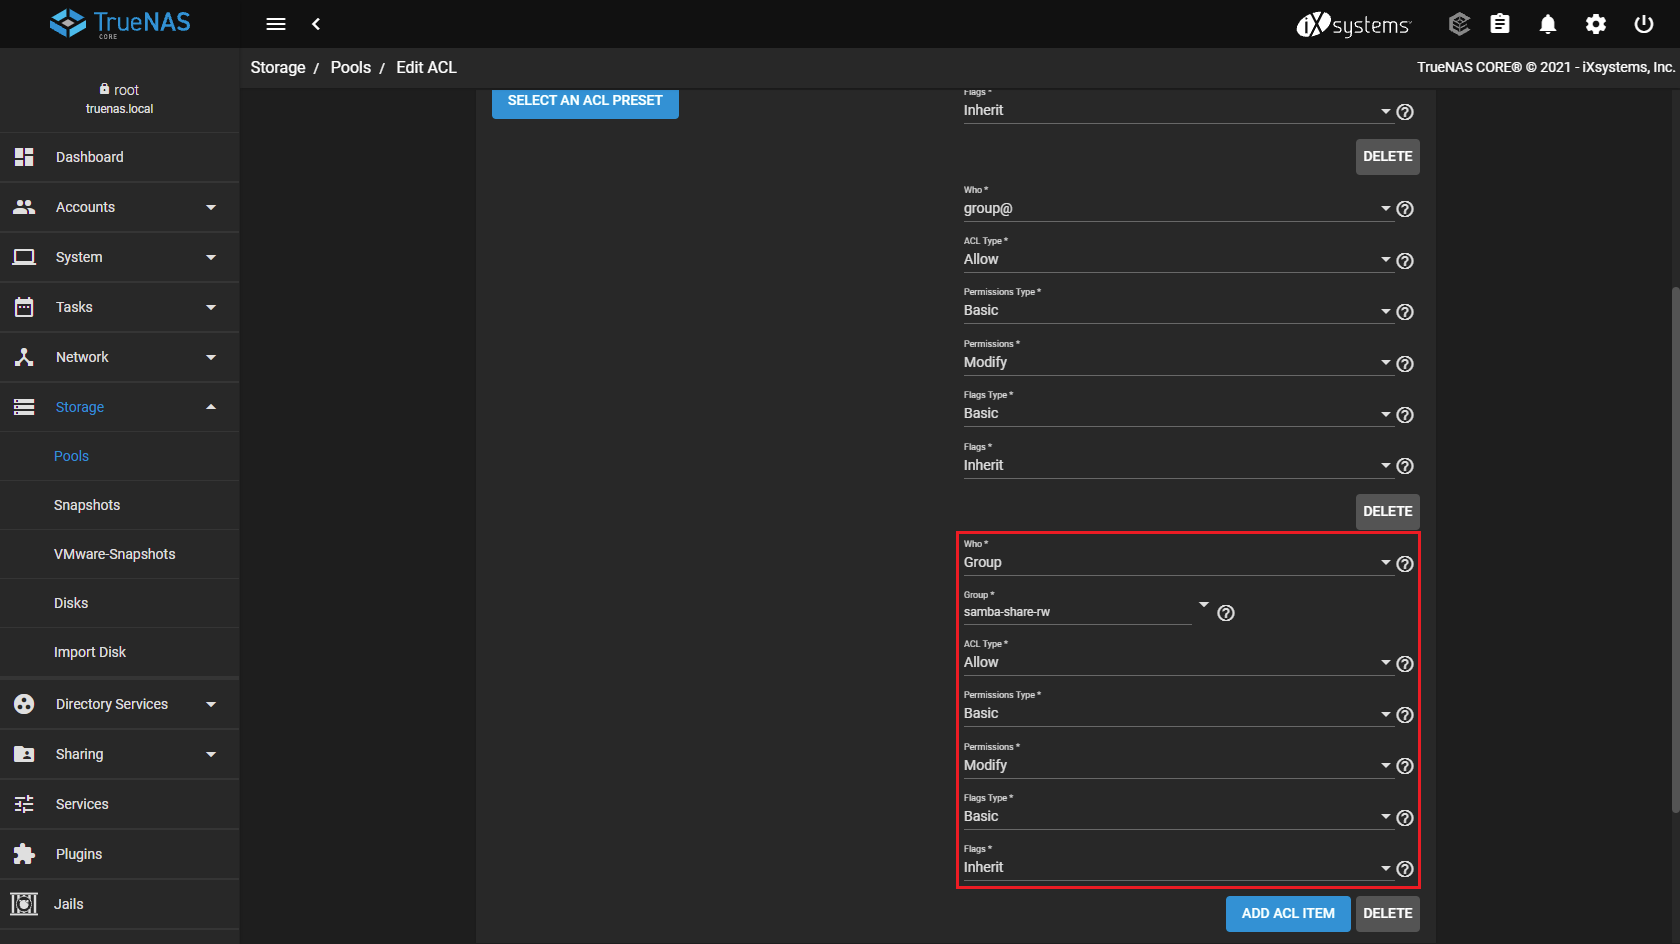 TrueNAS
CORE
iXsystems
Storage / Pools / Edit ACL
TrueNAS CORE® © 2021 - iXsystems, Inc.
root
truenas.local
Dashboard
Accounts
System
Tasks
Network
Storage
Pools
Snapshots
VMware-Snapshots
Disks
Import Disk
Directory Services
Sharing
Services
Plugins
Jails
SELECT AN ACL PRESET
Flags *
Inherit
DELETE
Who *
group@
ACL Type *
Allow
Permissions Type *
Basic
Permissions *
Modify
Flags Type *
Basic
Flags *
Inherit
DELETE
Who *
Group
Group *
samba-share-rw
ACL Type *
Allow
Permissions Type *
Basic
Permissions *
Modify
Flags Type *
Basic
Flags *
Inherit
ADD ACL ITEM DELETE